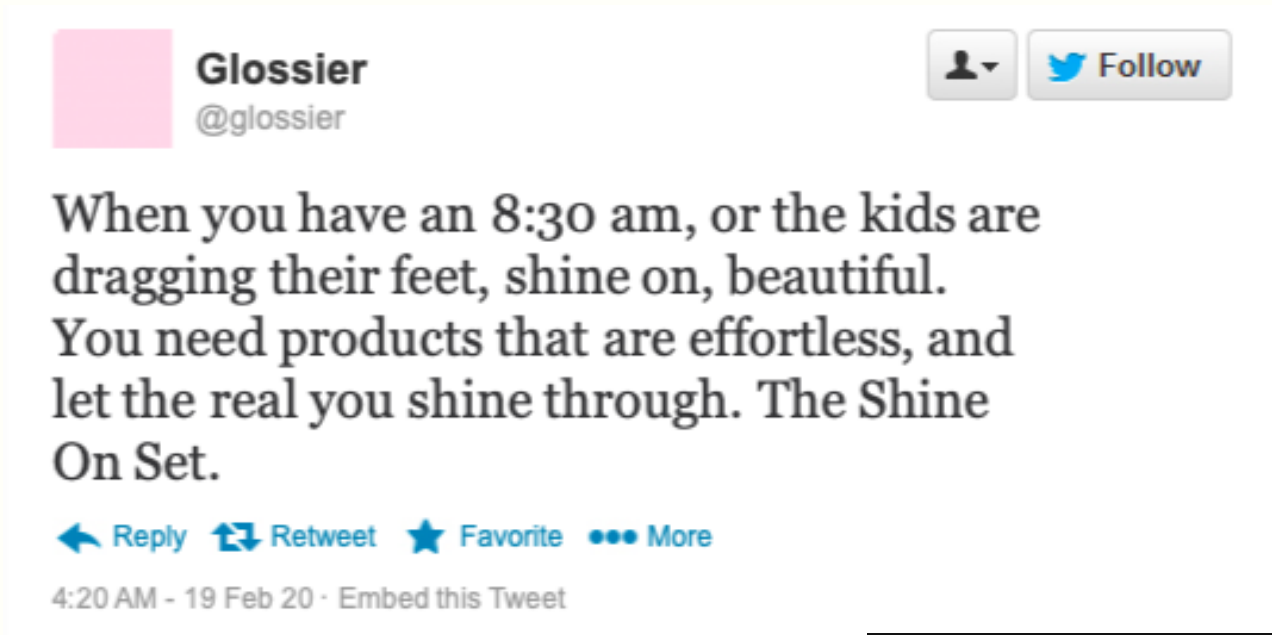 Glossier
@glossier
Follow
When you have an 8:30 am, or the kids are
dragging their feet, shine on, beautiful.
You need products that are effortless, and
let the real you shine through. The Shine
On Set.
Reply Retweet Favorite More
4:20 AM - 19 Feb 20 · Embed this Tweet